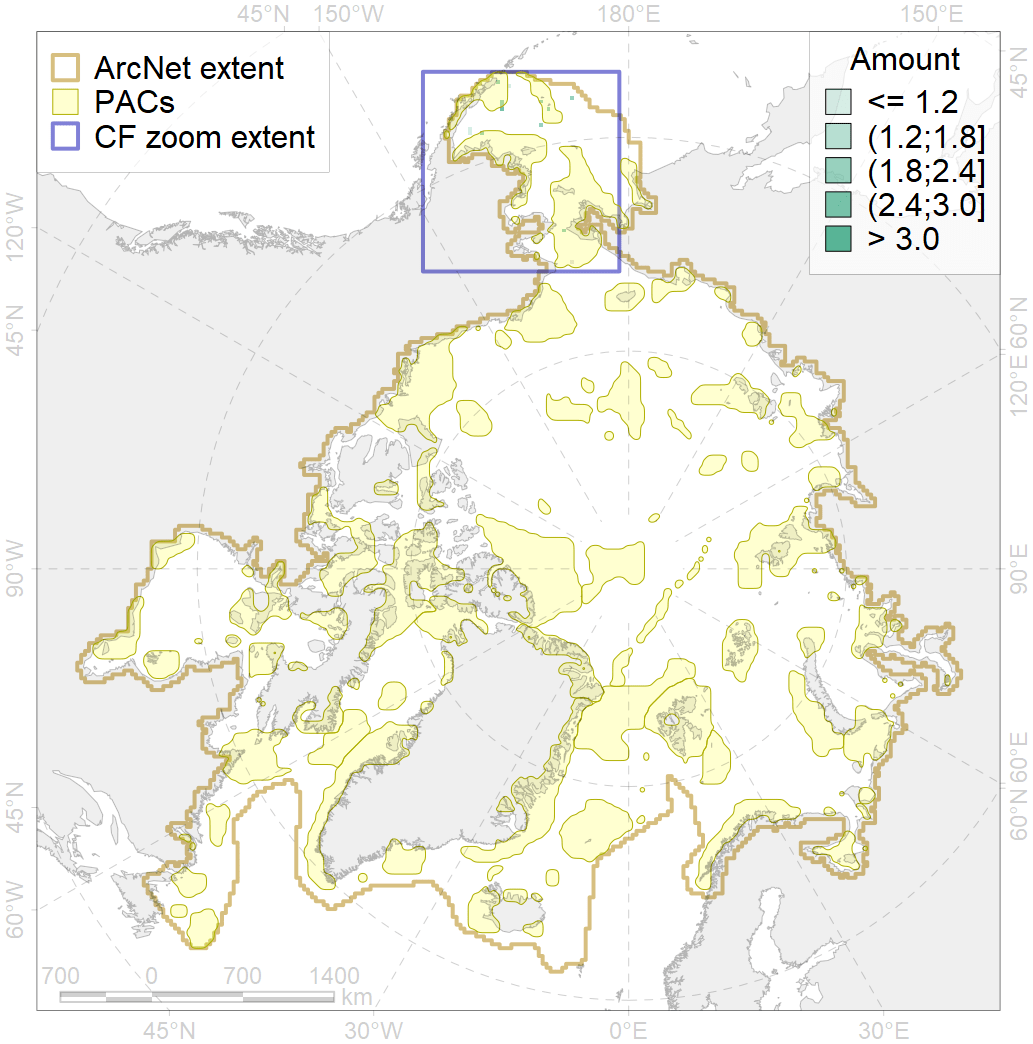 45°N 150°W 180°E 150°E
ArcNet extent
PACs
CF zoom extent
Amount
<= 1.2
(1.2;1.8]
(1.8;2.4]
(2.4;3.0]
> 3.0
45°N
120°W
45°N
90°W
45°N
60°W
60°N
120°E
90°E
60°E
60°N
700 0 700 1400
km
45°N 30°W 0°E 30°E